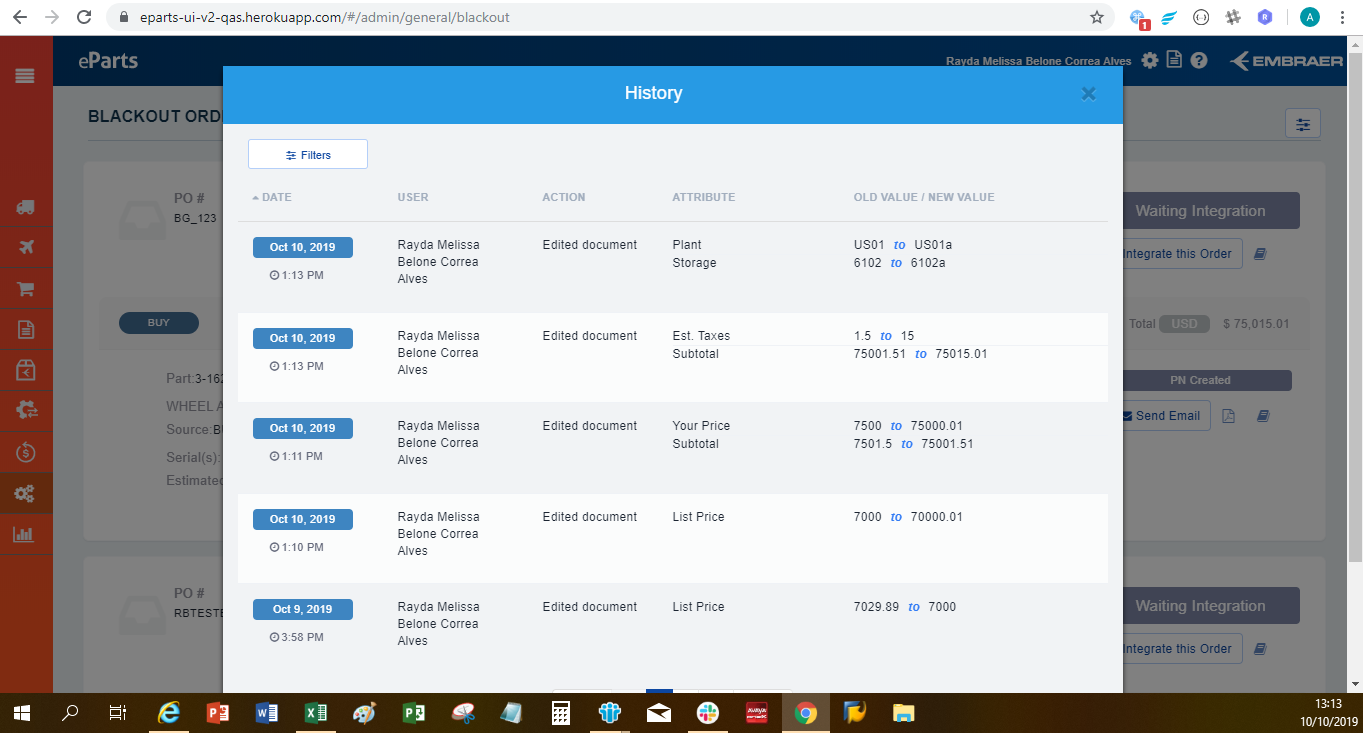 eparts-ui-v2-qas.herokuapp.com/#/admin/general/blackout
1
R
A
eParts
Rayda Melissa Belone Correa Alves
EMBRAER
History
BLACKOUT ORD
Filters
DATE USER ACTION ATTRIBUTE OLD VALUE / NEW VALUE
PO #
BG_123
Waiting Integration
Integrate this Order
Oct 10, 2019
1:13 PM
Rayda Melissa
Belone Correa
Alves
Edited document
Plant
Storage
US01 to US01a
6102 to 6102a
BUY
Total USD $ 75,015.01
Oct 10, 2019
1:13 PM
Rayda Melissa
Belone Correa
Alves
Edited document
Est. Taxes
Subtotal
1.5 to 15
75001.51 to 75015.01
Part:3-162
WHEEL A
Source:B
Serial(s):
Estimated
PN Created
Send Email
Oct 10, 2019
1:11 PM
Rayda Melissa
Belone Correa
Alves
Edited document
Your Price
Subtotal
7500 to 75000.01
7501.5 to 75001.51
Oct 10, 2019
1:10 PM
Rayda Melissa
Belone Correa
Alves
Edited document
List Price
7000 to 70000.01
PO #
RBTESTE
Waiting Integration
Integrate this Order
Oct 9, 2019
3:58 PM
Rayda Melissa
Belone Correa
Alves
Edited document
List Price
7029.89 to 7000
AVAYA
13:13
10/10/2019